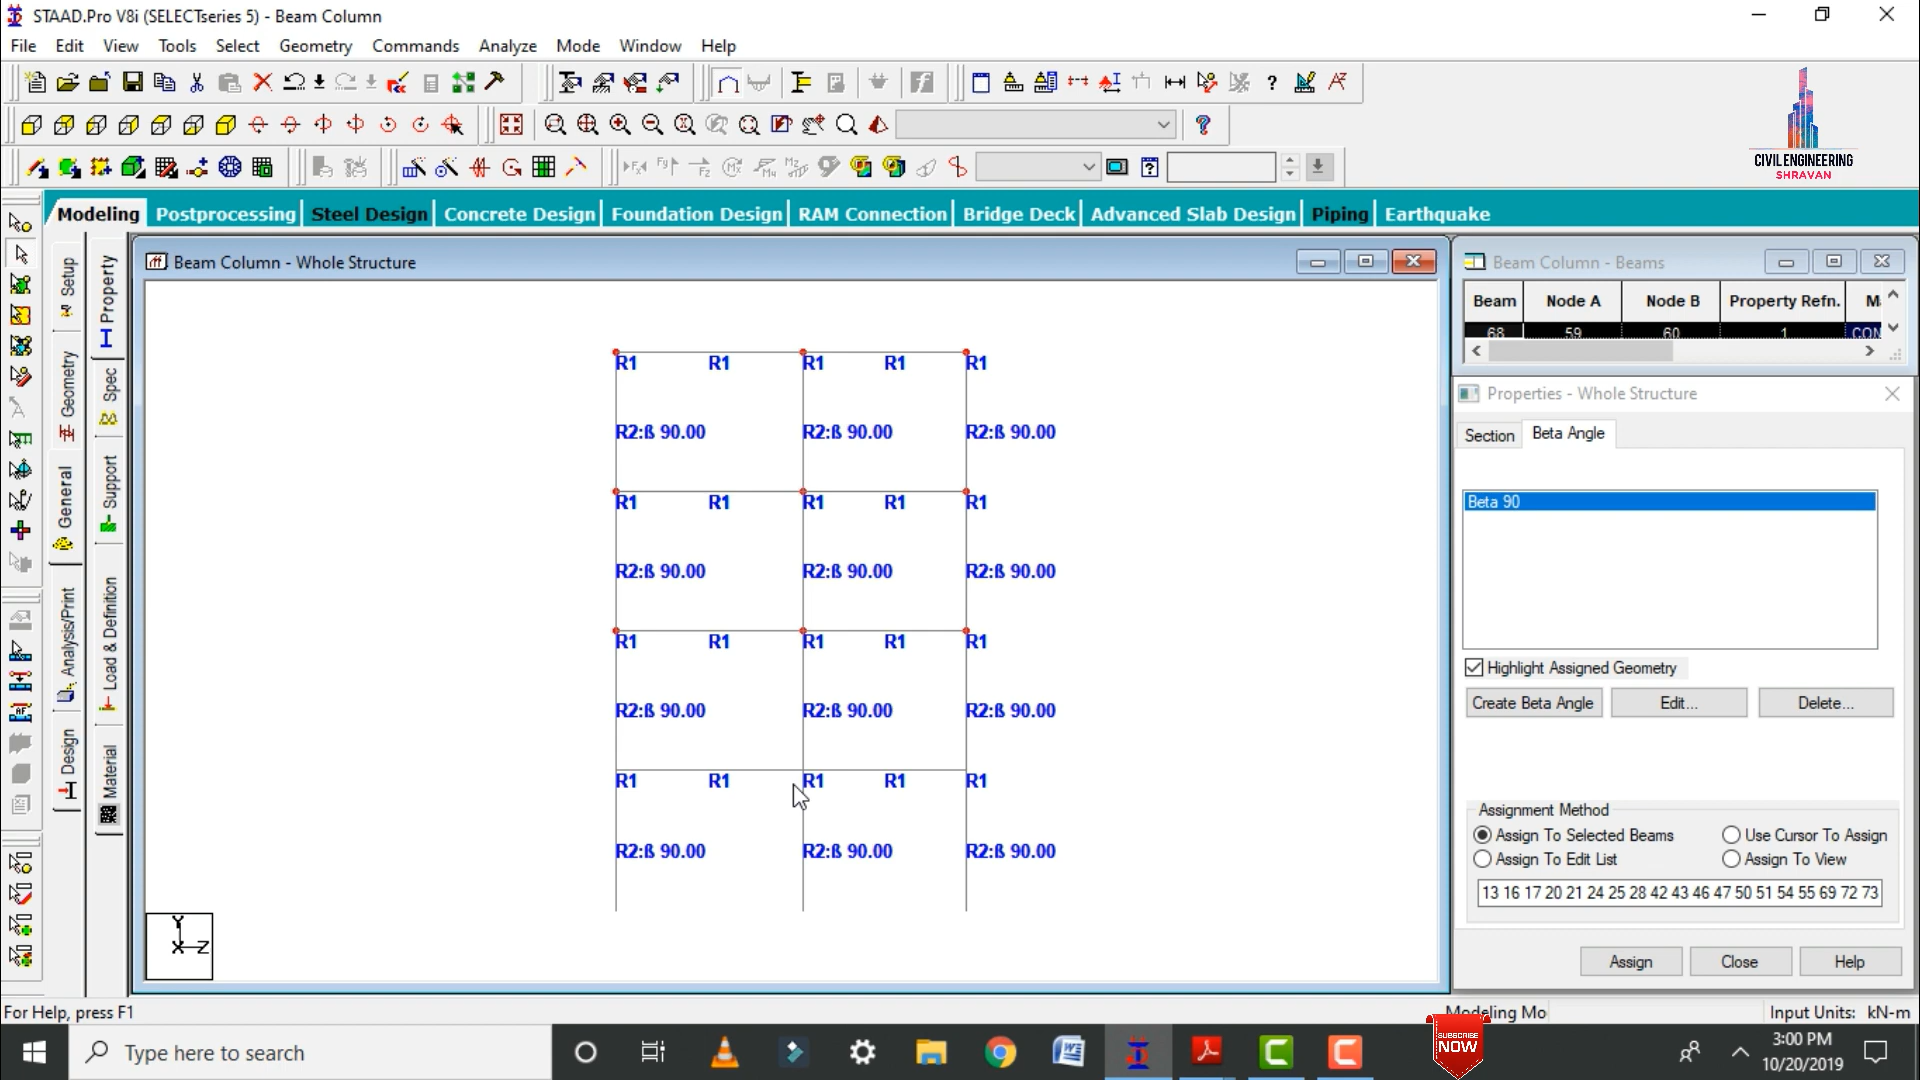 STAAD.Pro V8i (SELECTseries 5) - Beam Column
File Edit View Tools Select Geometry Commands Analyze Mode Window Help
CIVIL ENGINEERING
SHRAVAN
Modeling Postprocessing Steel Design Concrete Design Foundation Design RAM Connection Bridge Deck Advanced Slab Design Piping Earthquake
Setup
Geometry
General
Analysis/Print
Design
Property
Spec
Support
Load & Definition
Material
Beam Column - Whole Structure
R1 R1 R1 R1 R1
R2:ß 90.00 R2:ß 90.00 R2:ß 90.00
R1 R1 R1 R1 R1
R2:ß 90.00 R2:ß 90.00 R2:ß 90.00
R1 R1 R1 R1 R1
R2:ß 90.00 R2:ß 90.00 R2:ß 90.00
R1 R1 R1 R1 R1
R2:ß 90.00 R2:ß 90.00 R2:ß 90.00
Y
X Z
Beam Column - Beams
Beam Node A Node B Property Refn.
68 59 60 1 CON
Properties - Whole Structure
Section Beta Angle
Beta 90
Highlight Assigned Geometry
Create Beta Angle Edit... Delete...
Assignment Method
Assign To Selected Beams Use Cursor To Assign
Assign To Edit List Assign To View
13 16 17 20 21 24 25 28 42 43 46 47 50 51 54 55 69 72 73
Assign Close Help
For Help, press F1 Modeling Mo Input Units: kN-m
SUBSCRIBE
NOW
Type here to search
3:00 PM
10/20/2019